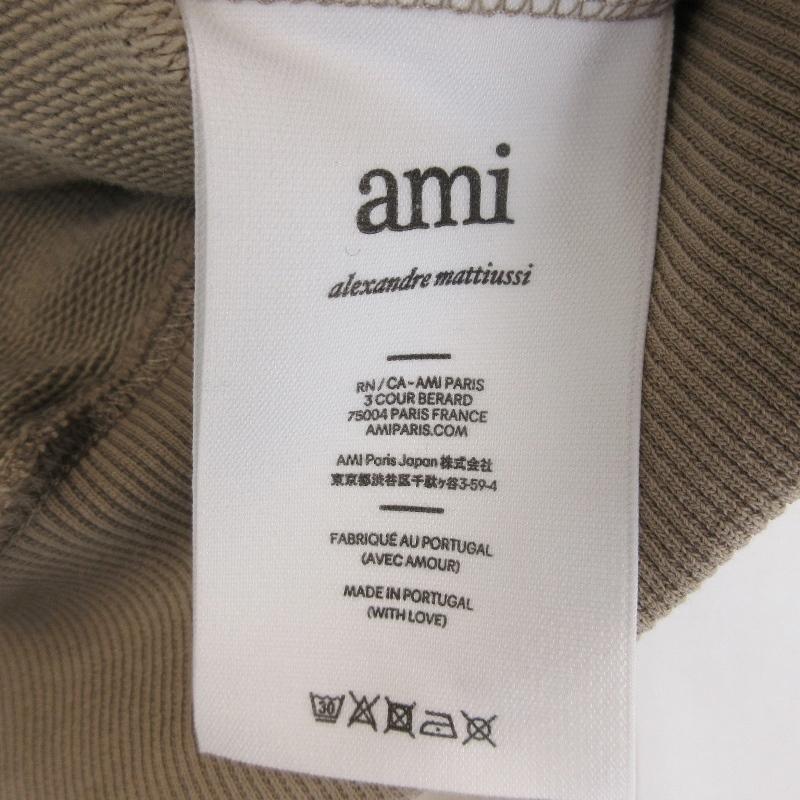 ami
alexandre mattiussi
RN / CA - AMI PARIS
3 COUR BERARD
75004 PARIS FRANCE
AMIPARIS.COM
AMI Paris Japan 株式会社
東京都渋谷区千駄ヶ谷3-59-4
FABRIQUÉ AU PORTUGAL
(AVEC AMOUR)
MADE IN PORTUGAL
(WITH LOVE)
30